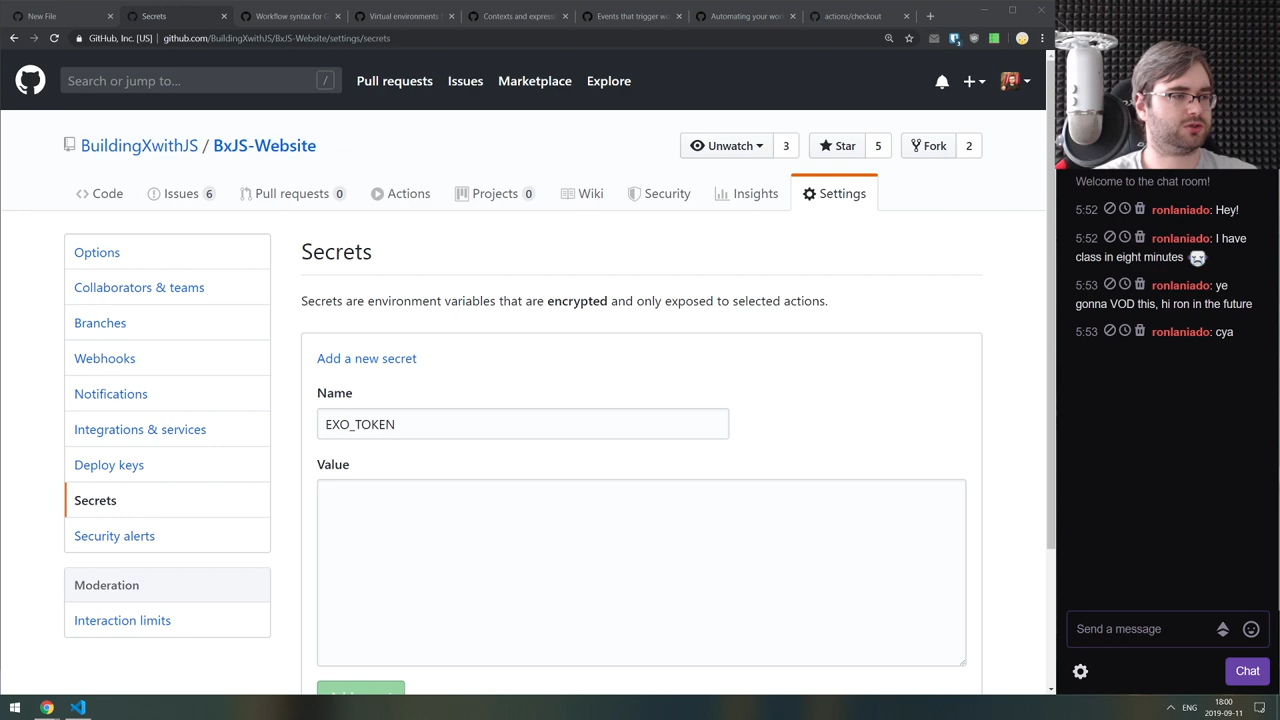 New File
Secrets
Workflow syntax for G
Virtual environments
Contexts and express
Events that trigger wo
Automating your wor
actions/checkout
GitHub, Inc. [US] | github.com/BuildingXwithJS/BxJS-Website/settings/secrets
Search or jump to... /
Pull requests
Issues
Marketplace
Explore
BuildingXwithJS / BxJS-Website
Unwatch 3
Star 5
Fork 2
Code
Issues 6
Pull requests 0
Actions
Projects 0
Wiki
Security
Insights
Settings
Options
Collaborators & teams
Branches
Webhooks
Notifications
Integrations & services
Deploy keys
Secrets
Security alerts
Moderation
Interaction limits
Secrets
Secrets are environment variables that are encrypted and only exposed to selected actions.
Add a new secret
Name
EXO_TOKEN
Value
Welcome to the chat room!
5:52 ronlaniado: Hey!
5:52 ronlaniado: I have
class in eight minutes
5:53 ronlaniado: ye
gonna VOD this, hi ron in the future
5:53 ronlaniado: cya
Send a message
Chat
ENG
18:00
2019-09-11